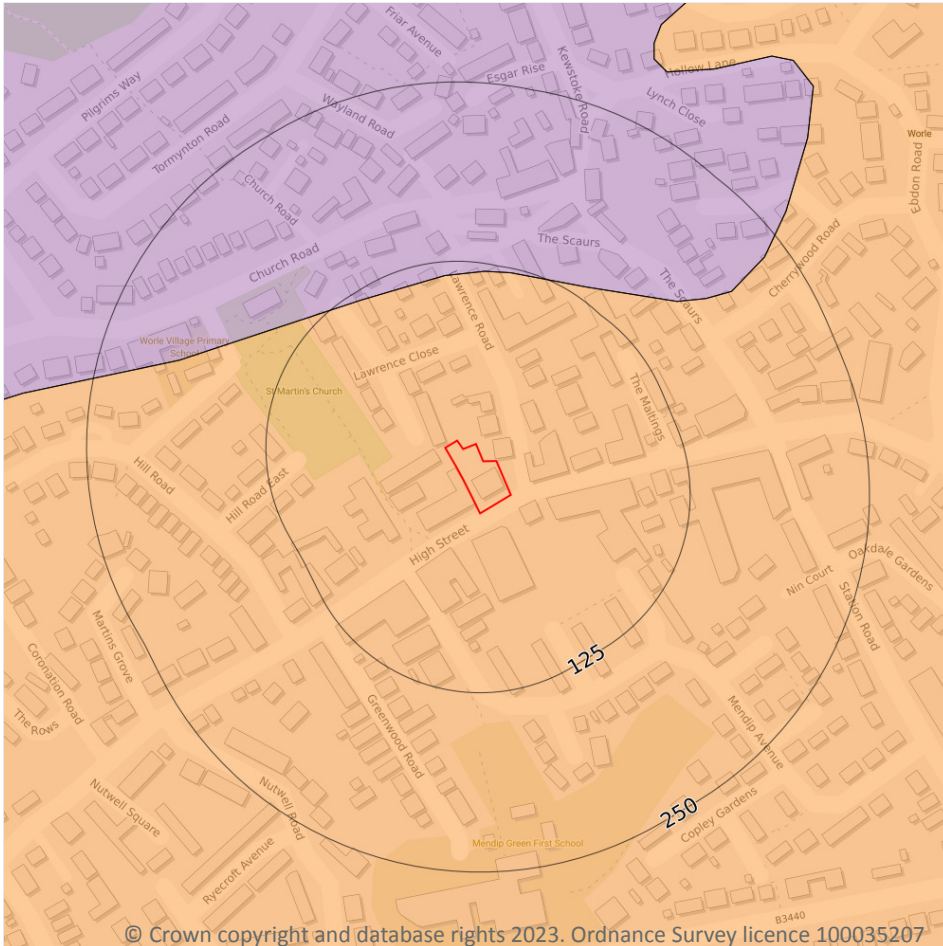 Friar Avenue
Esgar Rise
Kewstoke Road
Hollow Lane
Pilgrims Way
Wayland Road
Lynch Close
Tormynton Road
Worle
Ebdon Road
Church Road
Church Road
The Scaurs
The Scaurs
Cherrywood Road
Lawrence Road
Worle Village Primary
School
Lawrence Close
St Martin's Church
The Maltings
Hill Road
Hill Road East
High Street
Oakdale Gardens
Nin Court
Station Road
Martins Grove
Coronation Road
125
The Rows
Greenwood Road
Mendip Avenue
Nutwell Square
Nutwell Road
250
Copley Gardens
Ryecroft Avenue
Mendip Green First School
B3440
© Crown copyright and database rights 2023. Ordnance Survey licence 100035207